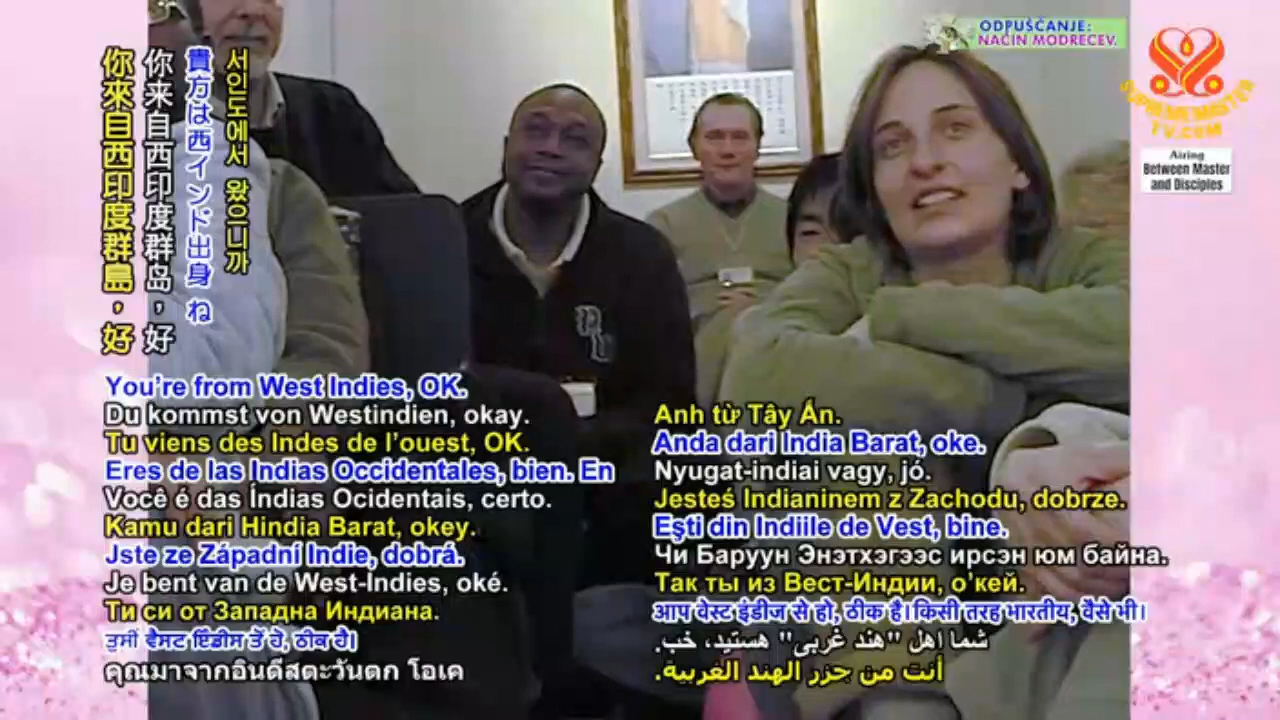 ODPUŠČANJE:
NAČIN MODRECEV.
SUPREMEMASTER
TV.COM
Airing
Between Master
and Disciples
你來自西印度群島，好
你来自西印度群岛，好
貴方は西インド出身 ね
서인도에서 왔으니까
You're from West Indies, OK.
Du kommst von Westindien, okay.
Tu viens des Indes de l'ouest, OK.
Eres de las Indias Occidentales, bien. En
Você é das Índias Ocidentais, certo.
Kamu dari Hindia Barat, okey.
Jste ze Západní Indie, dobrá.
Je bent van de West-Indies, oké.
Ти си от Западна Индиана.
ਤੁਸੀਂ ਵੈਸਟ ਇੰਡੀਸ ਤੋਂ ਹੋ, ਠੀਕ ਹੈ।
คุณมาจากอินดีสตะวันตก โอเค
Anh từ Tây Ấn.
Anda dari India Barat, oke.
Nyugat-indiai vagy, jó.
Jesteś Indianinem z Zachodu, dobrze.
Eşti din Indiile de Vest, bine.
Чи Баруун Энэтхэгээс ирсэн юм байна.
Так ты из Вест-Индии, о'кей.
आप वेस्ट इंडीज से हो, ठीक है। किसी तरह भारतीय, वैसे भी।
شما اهل "هند غربی" هستید، خب.
أنت من جزر الهند الغربية.